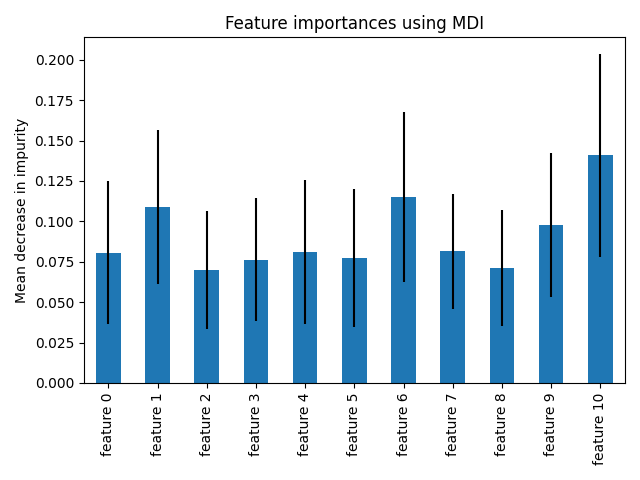 Feature importances using MDI
Mean decrease in impurity
0.200
0.175
0.150
0.125
0.100
0.075
0.050
0.025
0.000
feature 0
feature 1
feature 2
feature 3
feature 4
feature 5
feature 6
feature 7
feature 8
feature 9
feature 10